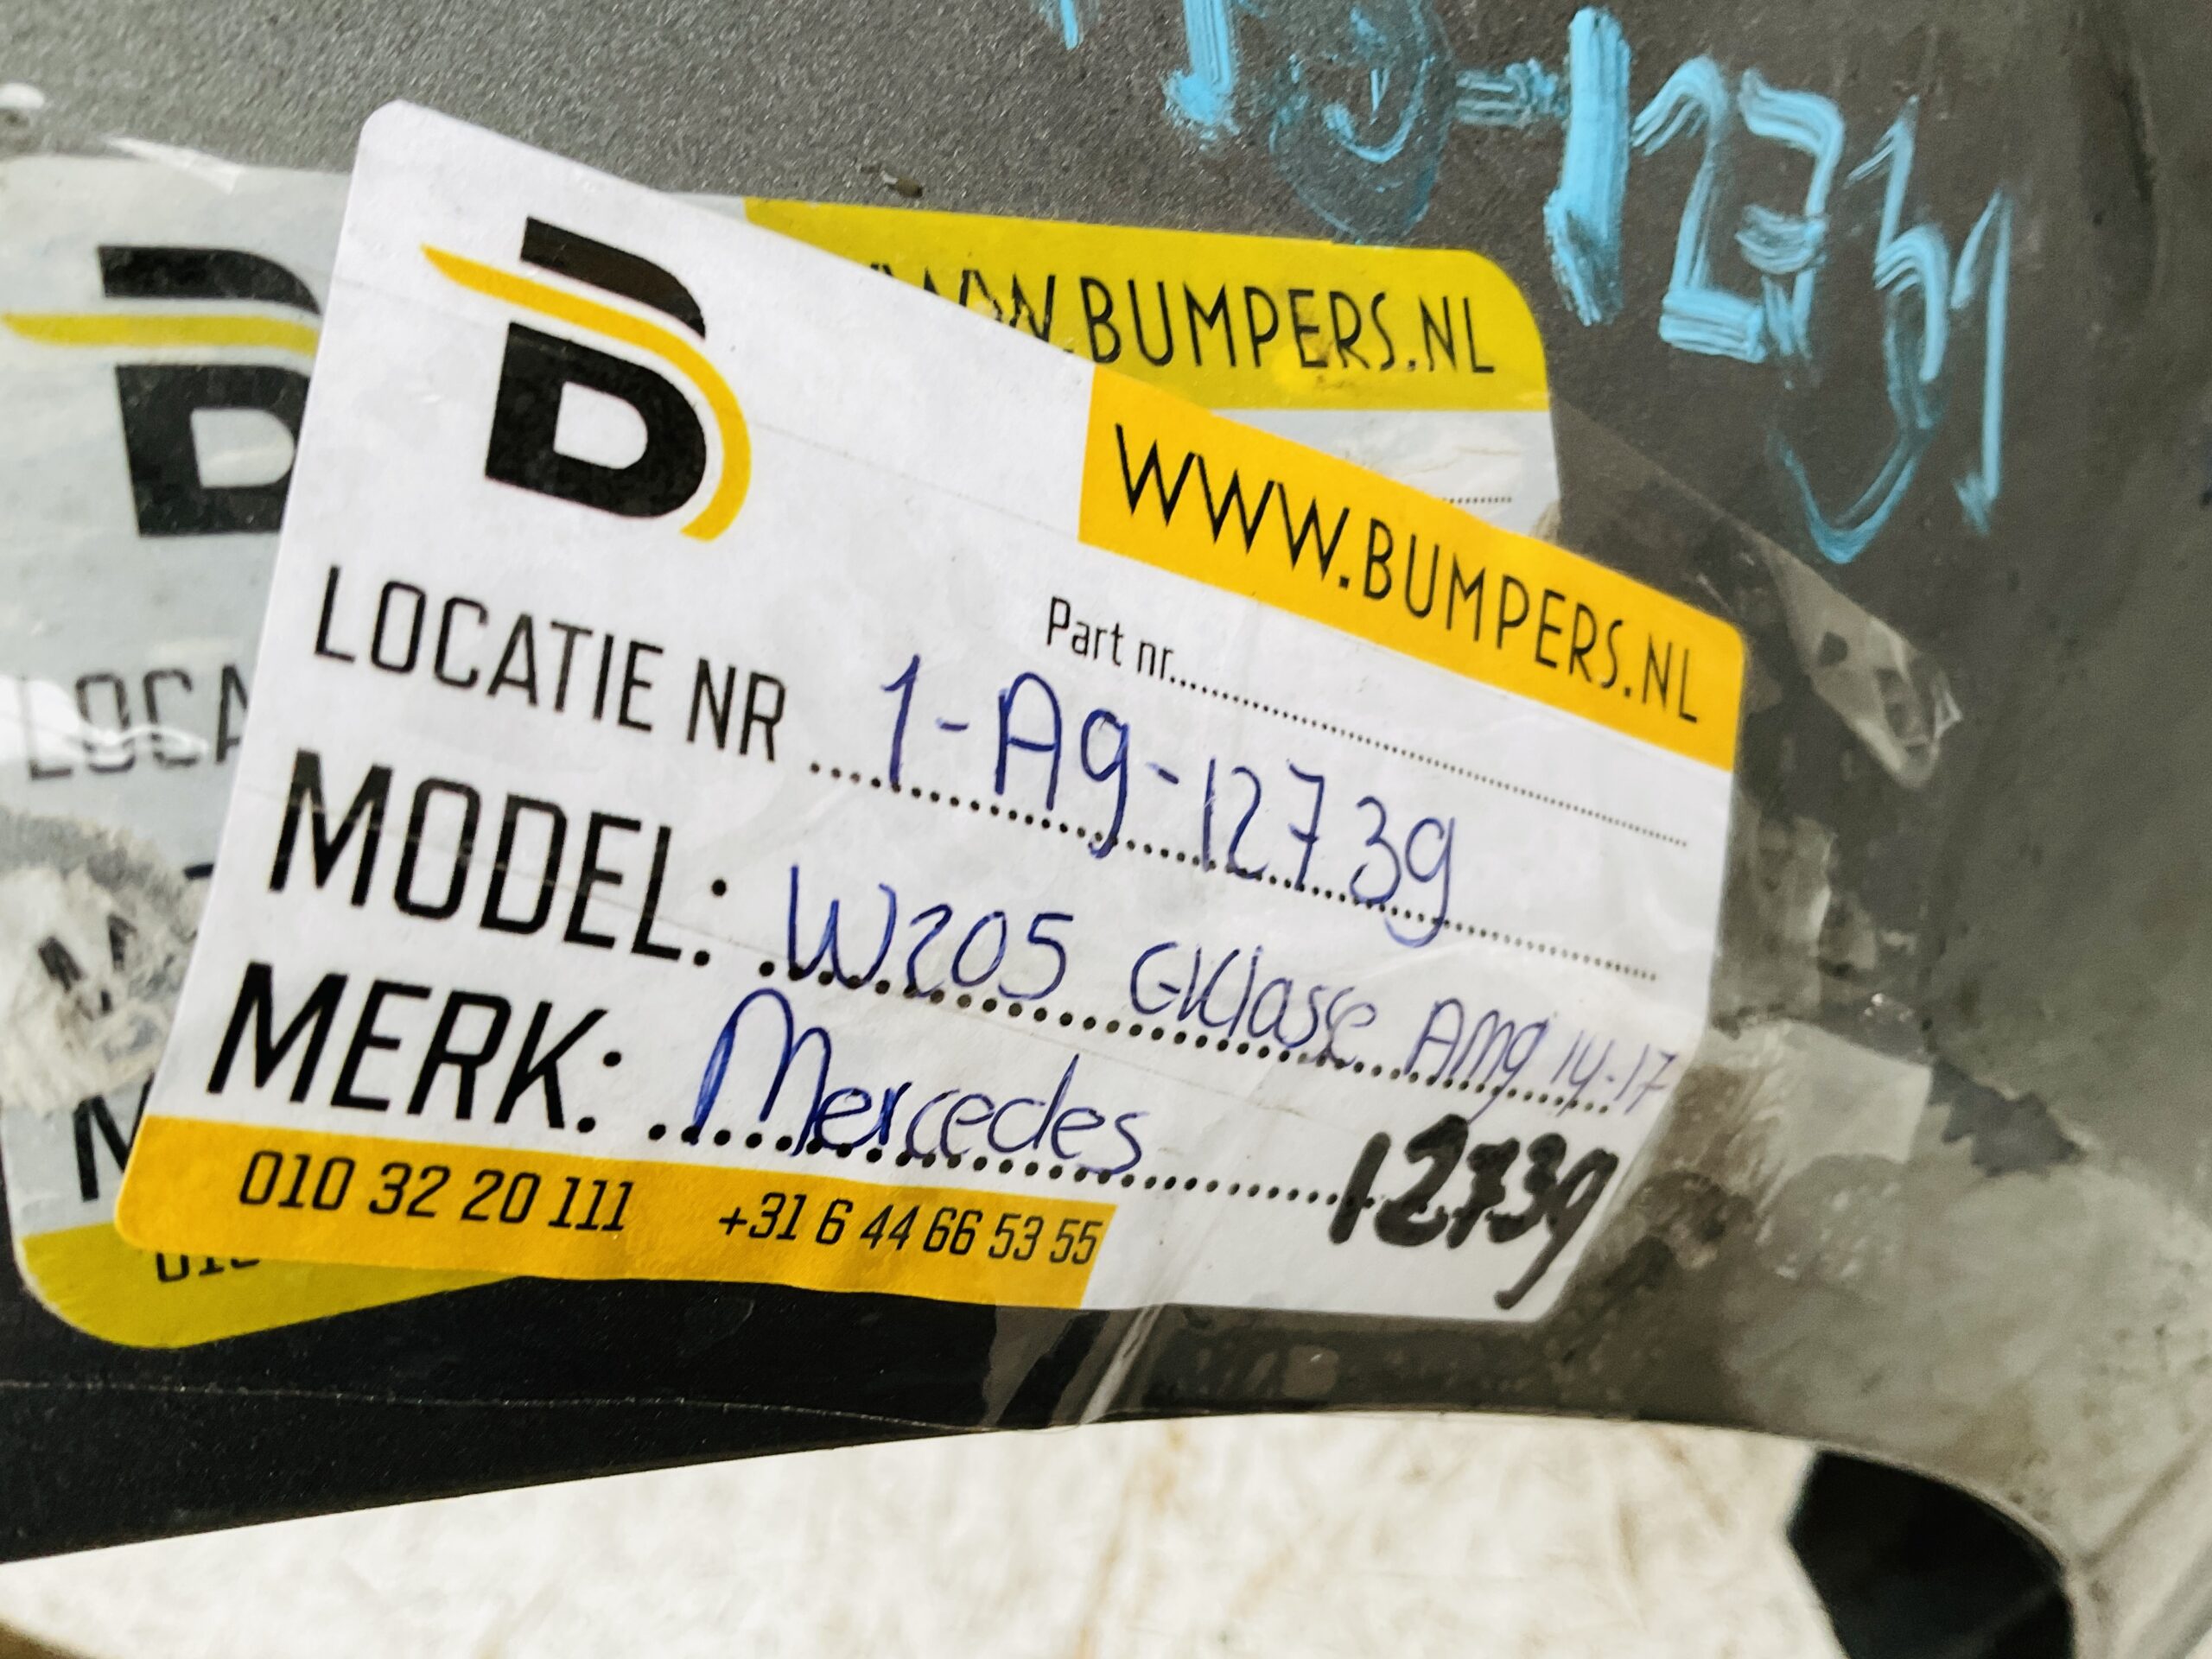 WWW.BUMPERS.NL
B
WWW.BUMPERS.NL
Part nr.
LOCATIE NR 1-A9-12739
MODEL: W205 C-Klasse Amg 14-17
MERK: Mercedes
12739
010 32 20 111 +31 6 44 66 53 55
B
LOCA